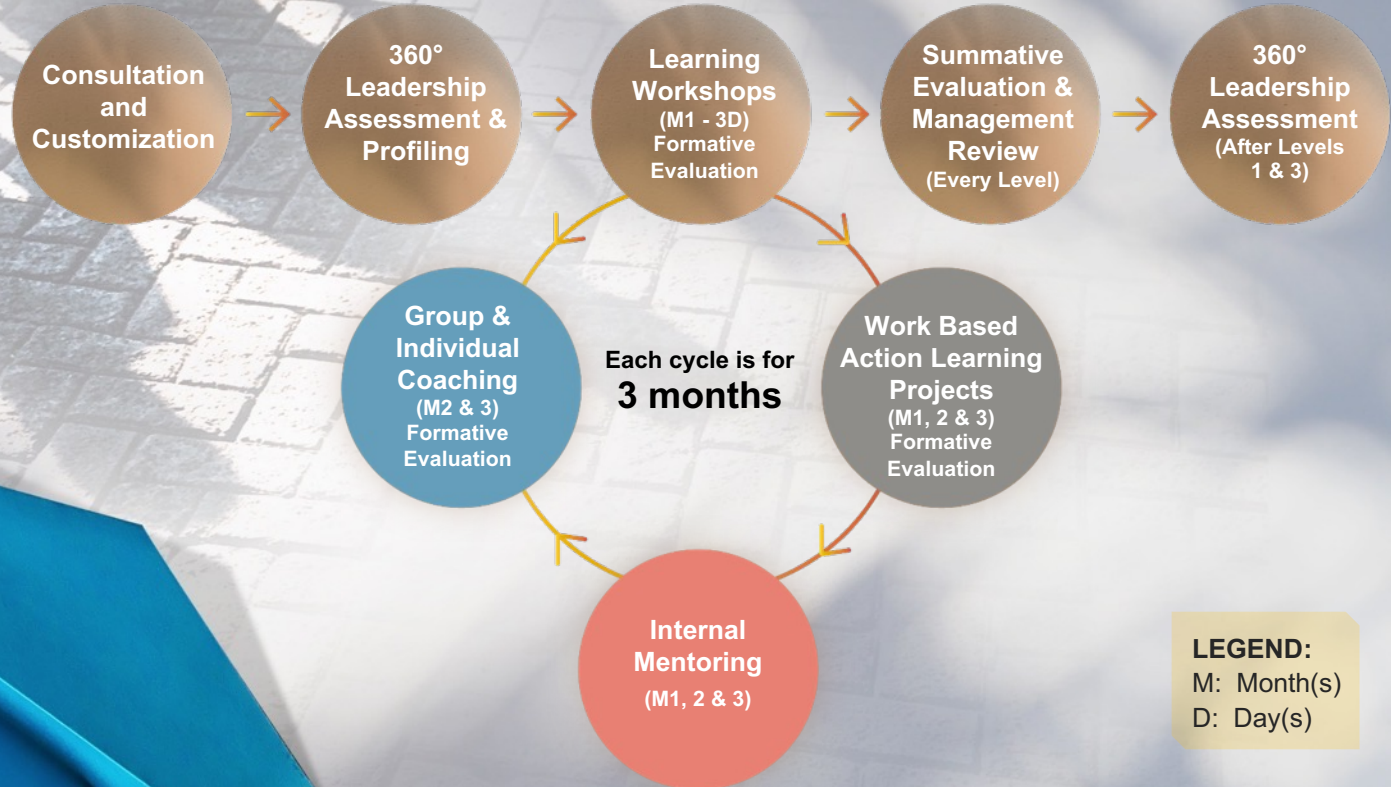 Consultation
and
Customization
360°
Leadership
Assessment &
Profiling
Learning
Workshops
(M1 - 3D)
Formative
Evaluation
Summative
Evaluation &
Management
Review
(Every Level)
360°
Leadership
Assessment
(After Levels
1 & 3)
Group &
Individual
Coaching
(M2 & 3)
Formative
Evaluation
Each cycle is for
3 months
Work Based
Action Learning
Projects
(M1, 2 & 3)
Formative
Evaluation
Internal
Mentoring
(M1, 2 & 3)
LEGEND:
M: Month(s)
D: Day(s)